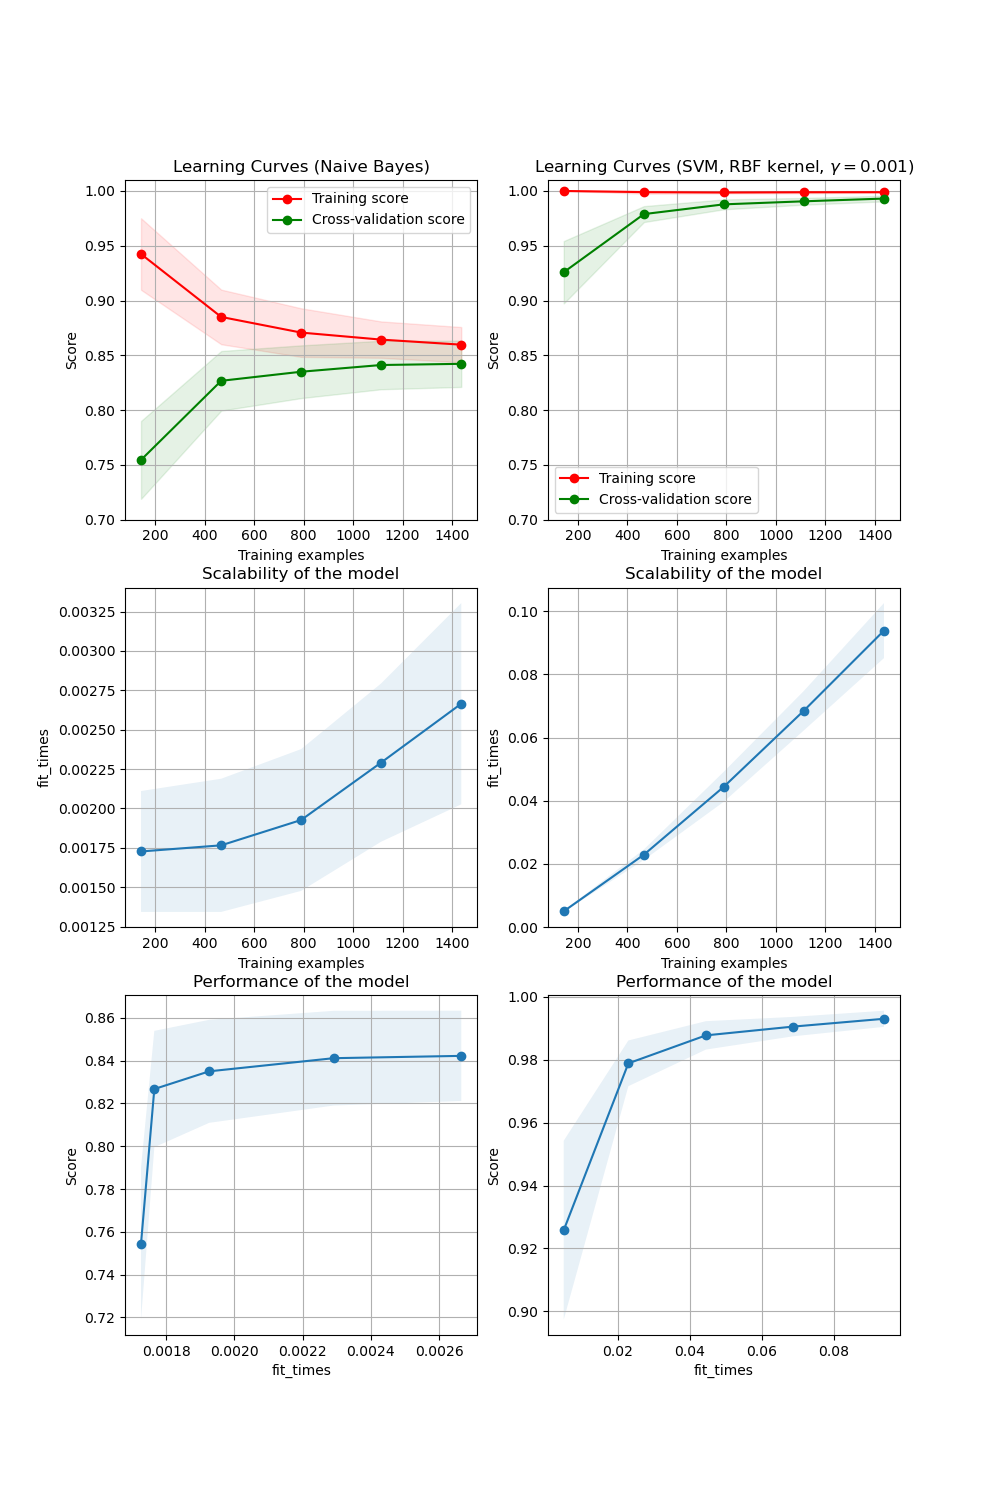 Learning Curves (Naive Bayes)
1.00
0.95
0.90
0.85
0.80
0.75
0.70
Score
Training score
Cross-validation score
200 400 600 800 1000 1200 1400
Training examples
Learning Curves (SVM, RBF kernel, γ = 0.001)
1.00
0.95
0.90
0.85
0.80
0.75
0.70
Score
Training score
Cross-validation score
200 400 600 800 1000 1200 1400
Training examples
Scalability of the model
0.00325
0.00300
0.00275
0.00250
0.00225
0.00200
0.00175
0.00150
0.00125
fit_times
200 400 600 800 1000 1200 1400
Training examples
Scalability of the model
0.10
0.08
0.06
0.04
0.02
0.00
fit_times
200 400 600 800 1000 1200 1400
Training examples
Performance of the model
0.86
0.84
0.82
0.80
0.78
0.76
0.74
0.72
Score
0.0018 0.0020 0.0022 0.0024 0.0026
fit_times
Performance of the model
1.00
0.98
0.96
0.94
0.92
0.90
Score
0.02 0.04 0.06 0.08
fit_times